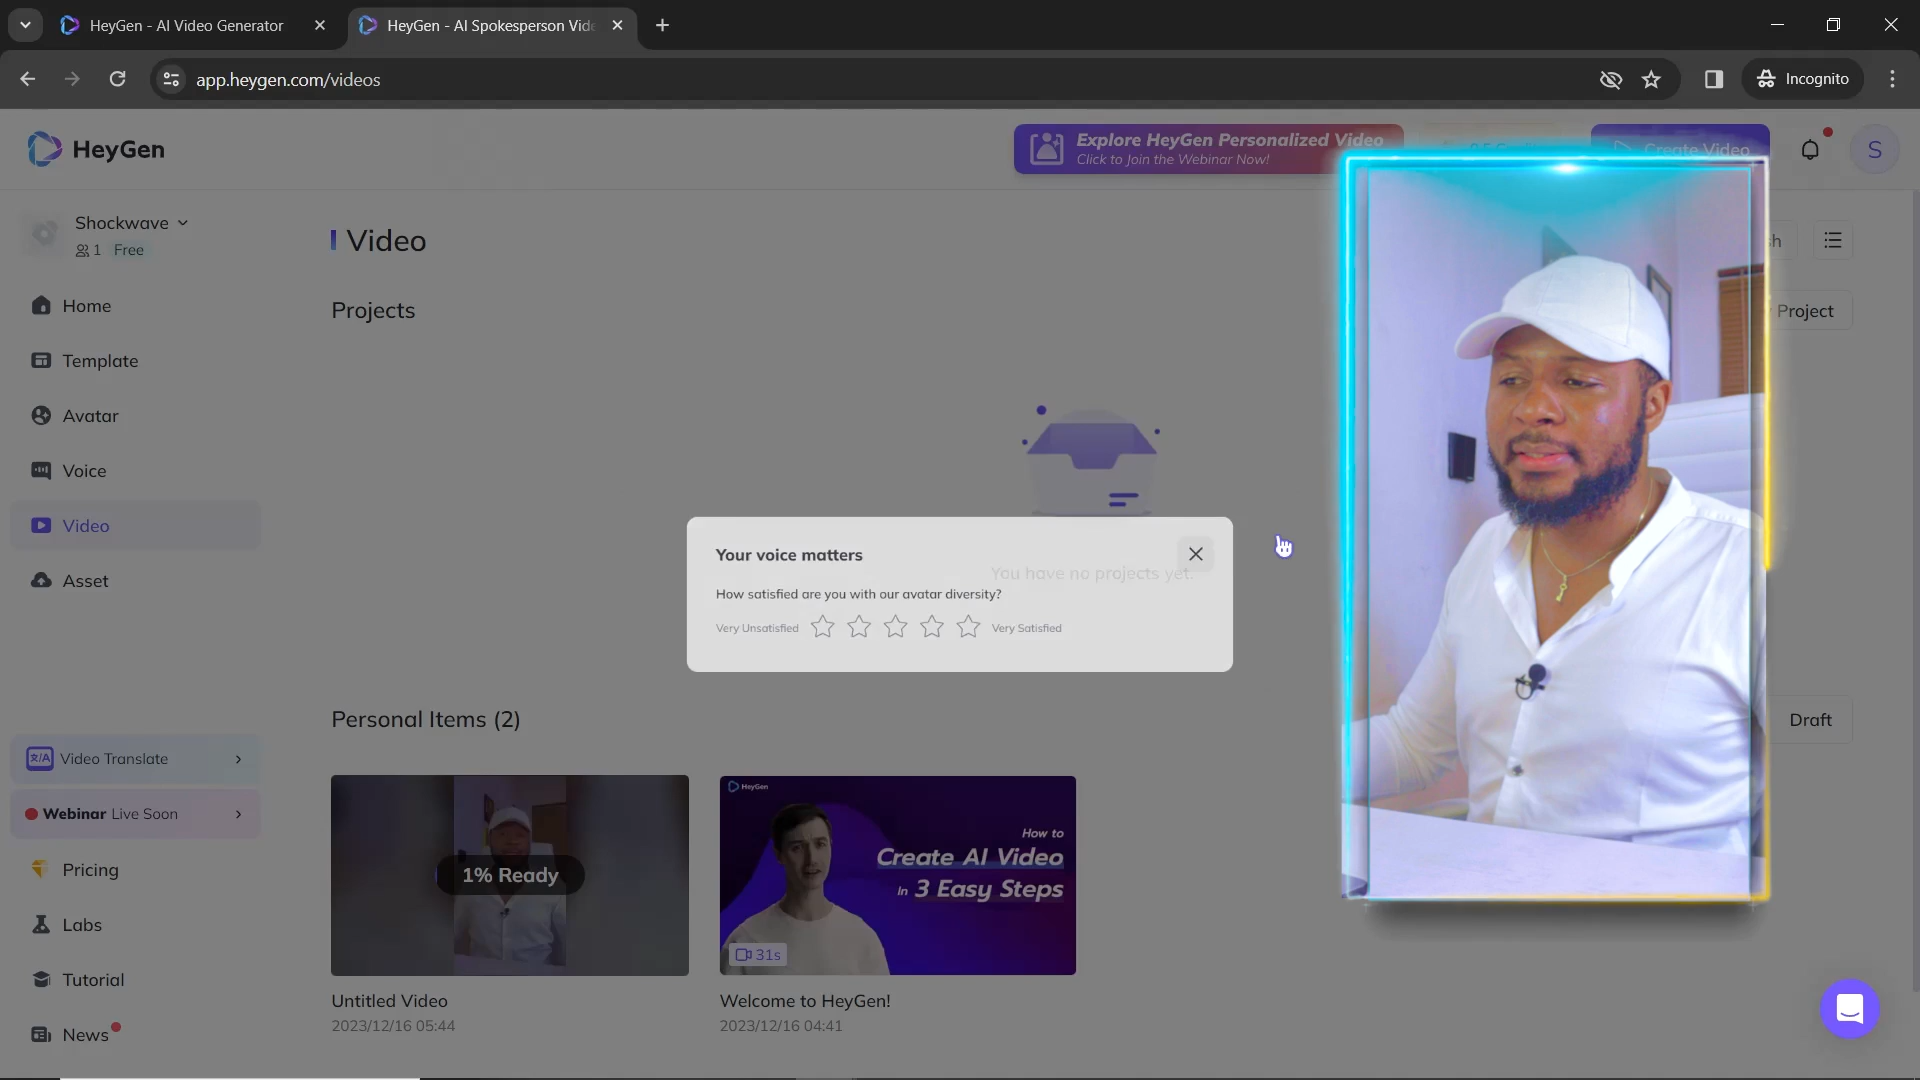 HeyGen - AI Video Generator
HeyGen - AI Spokesperson Vide
app.heygen.com/videos
Incognito
HeyGen
Explore HeyGen Personalized Video
Click to Join the Webinar Now!
Create Video
S
Shockwave
1 Free
Video
sh
Home
Projects
Project
Template
Avatar
Voice
Video
Your voice matters
You have no projects yet.
Asset
How satisfied are you with our avatar diversity?
Very Unsatisfied
Very Satisfied
Personal Items (2)
Draft
Video Translate
Webinar Live Soon
HeyGen
How to
Create AI Video
In 3 Easy Steps
1% Ready
31s
Pricing
Labs
Tutorial
News
Untitled Video
2023/12/16 05:44
Welcome to HeyGen!
2023/12/16 04:41